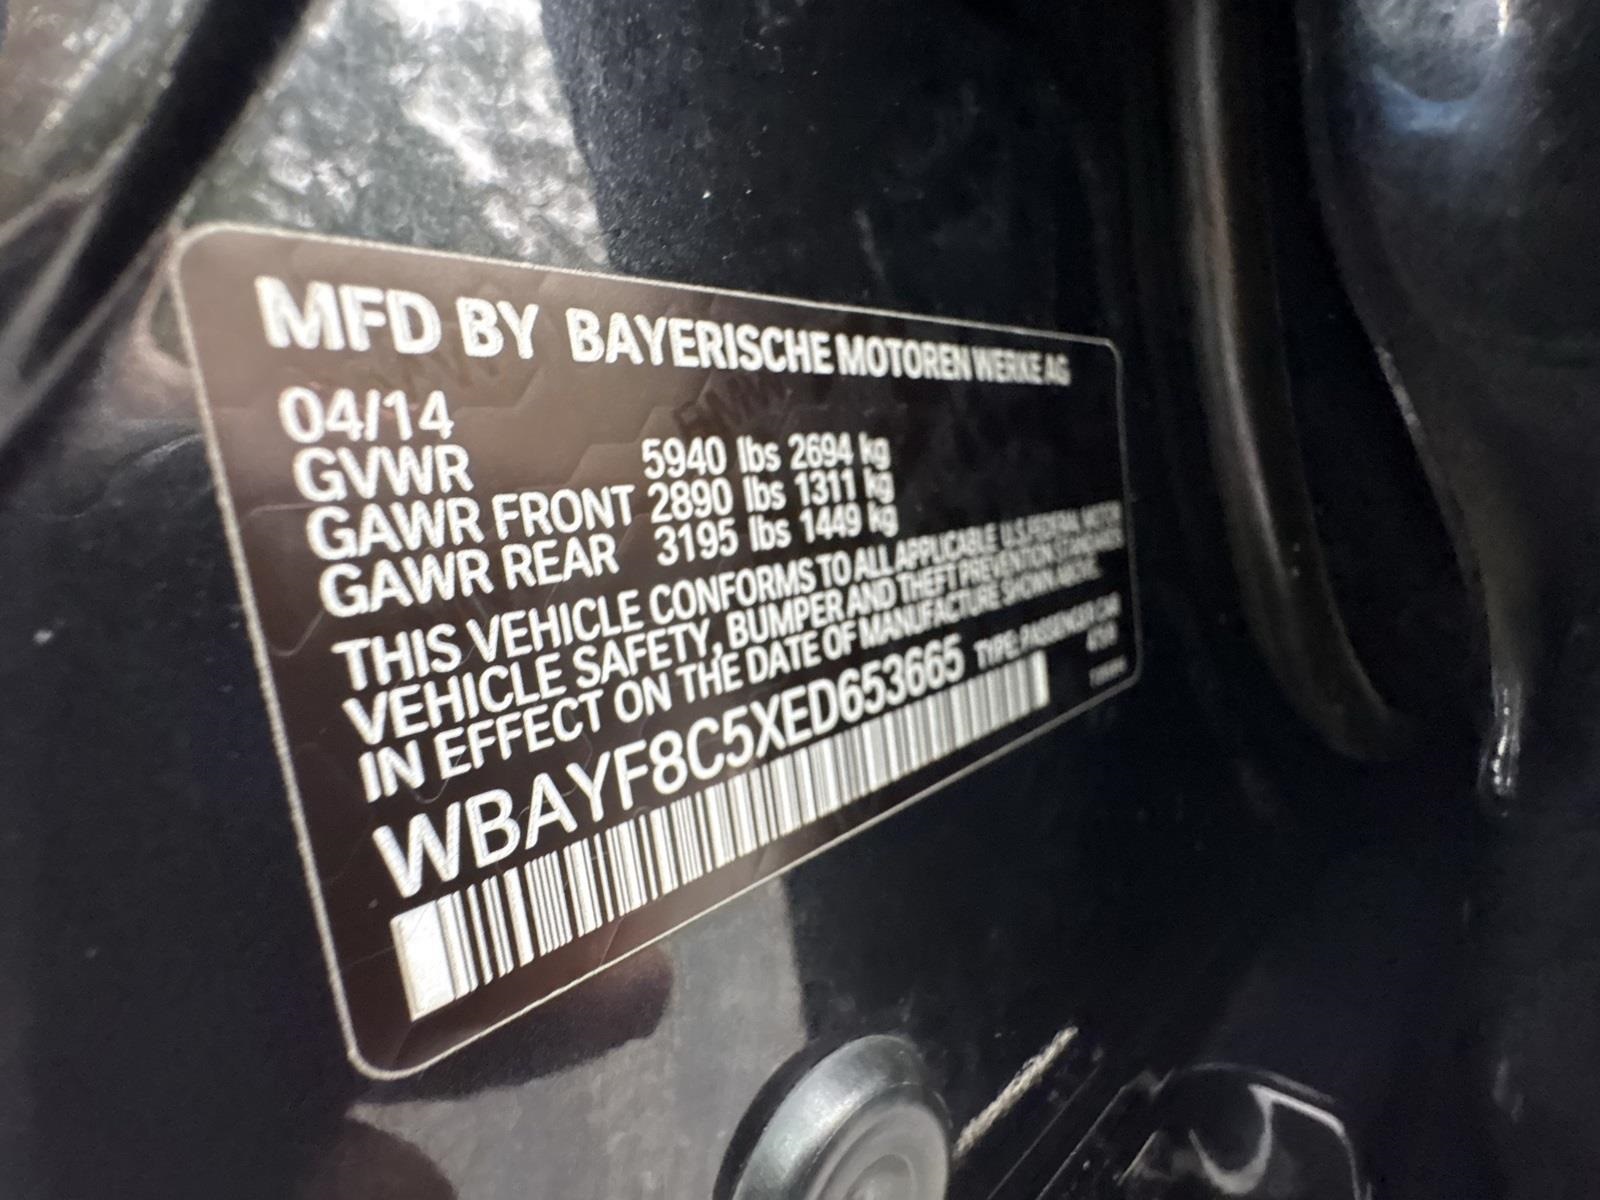 MFD BY BAYERISCHE MOTOREN WERKE AG
04/14
GVWR 5940 lbs 2694 kg
GAWR FRONT 2890 lbs 1311 kg
GAWR REAR 3195 lbs 1449 kg
THIS VEHICLE CONFORMS TO ALL APPLICABLE U.S. FEDERAL MOTOR
VEHICLE SAFETY, BUMPER AND THEFT PREVENTION STANDARDS
IN EFFECT ON THE DATE OF MANUFACTURE SHOWN ABOVE.
WBAYF8C5XED653665 TYPE: PASSENGER CAR